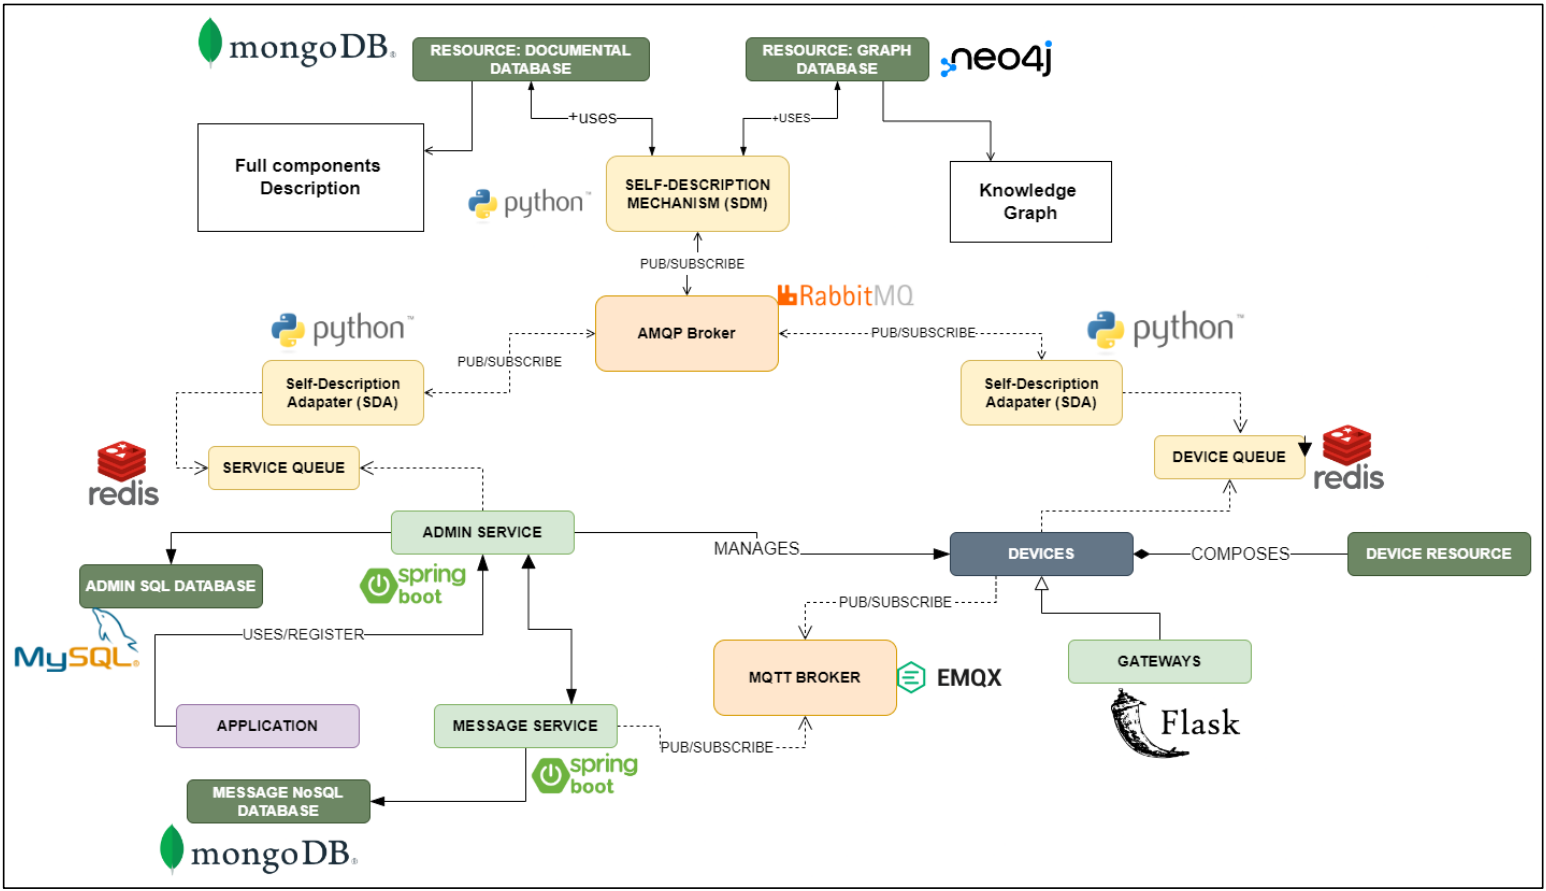 mongoDB®
RESOURCE: DOCUMENTAL
DATABASE
RESOURCE: GRAPH
DATABASE
neo4j
+uses
+USES
Full components
Description
python™
SELF-DESCRIPTION
MECHANISM (SDM)
Knowledge
Graph
PUB/SUBSCRIBE
RabbitMQ
python™
AMQP Broker
PUB/SUBSCRIBE
python™
PUB/SUBSCRIBE
Self-Description
Adapater (SDA)
Self-Description
Adapater (SDA)
redis
SERVICE QUEUE
DEVICE QUEUE
redis
ADMIN SERVICE
MANAGES
DEVICES
COMPOSES
DEVICE RESOURCE
ADMIN SQL DATABASE
spring
boot
PUB/SUBSCRIBE
MySQL®
USES/REGISTER
MQTT BROKER
EMQX
GATEWAYS
Flask
APPLICATION
MESSAGE SERVICE
PUB/SUBSCRIBE
spring
boot
MESSAGE NoSQL
DATABASE
mongoDB®